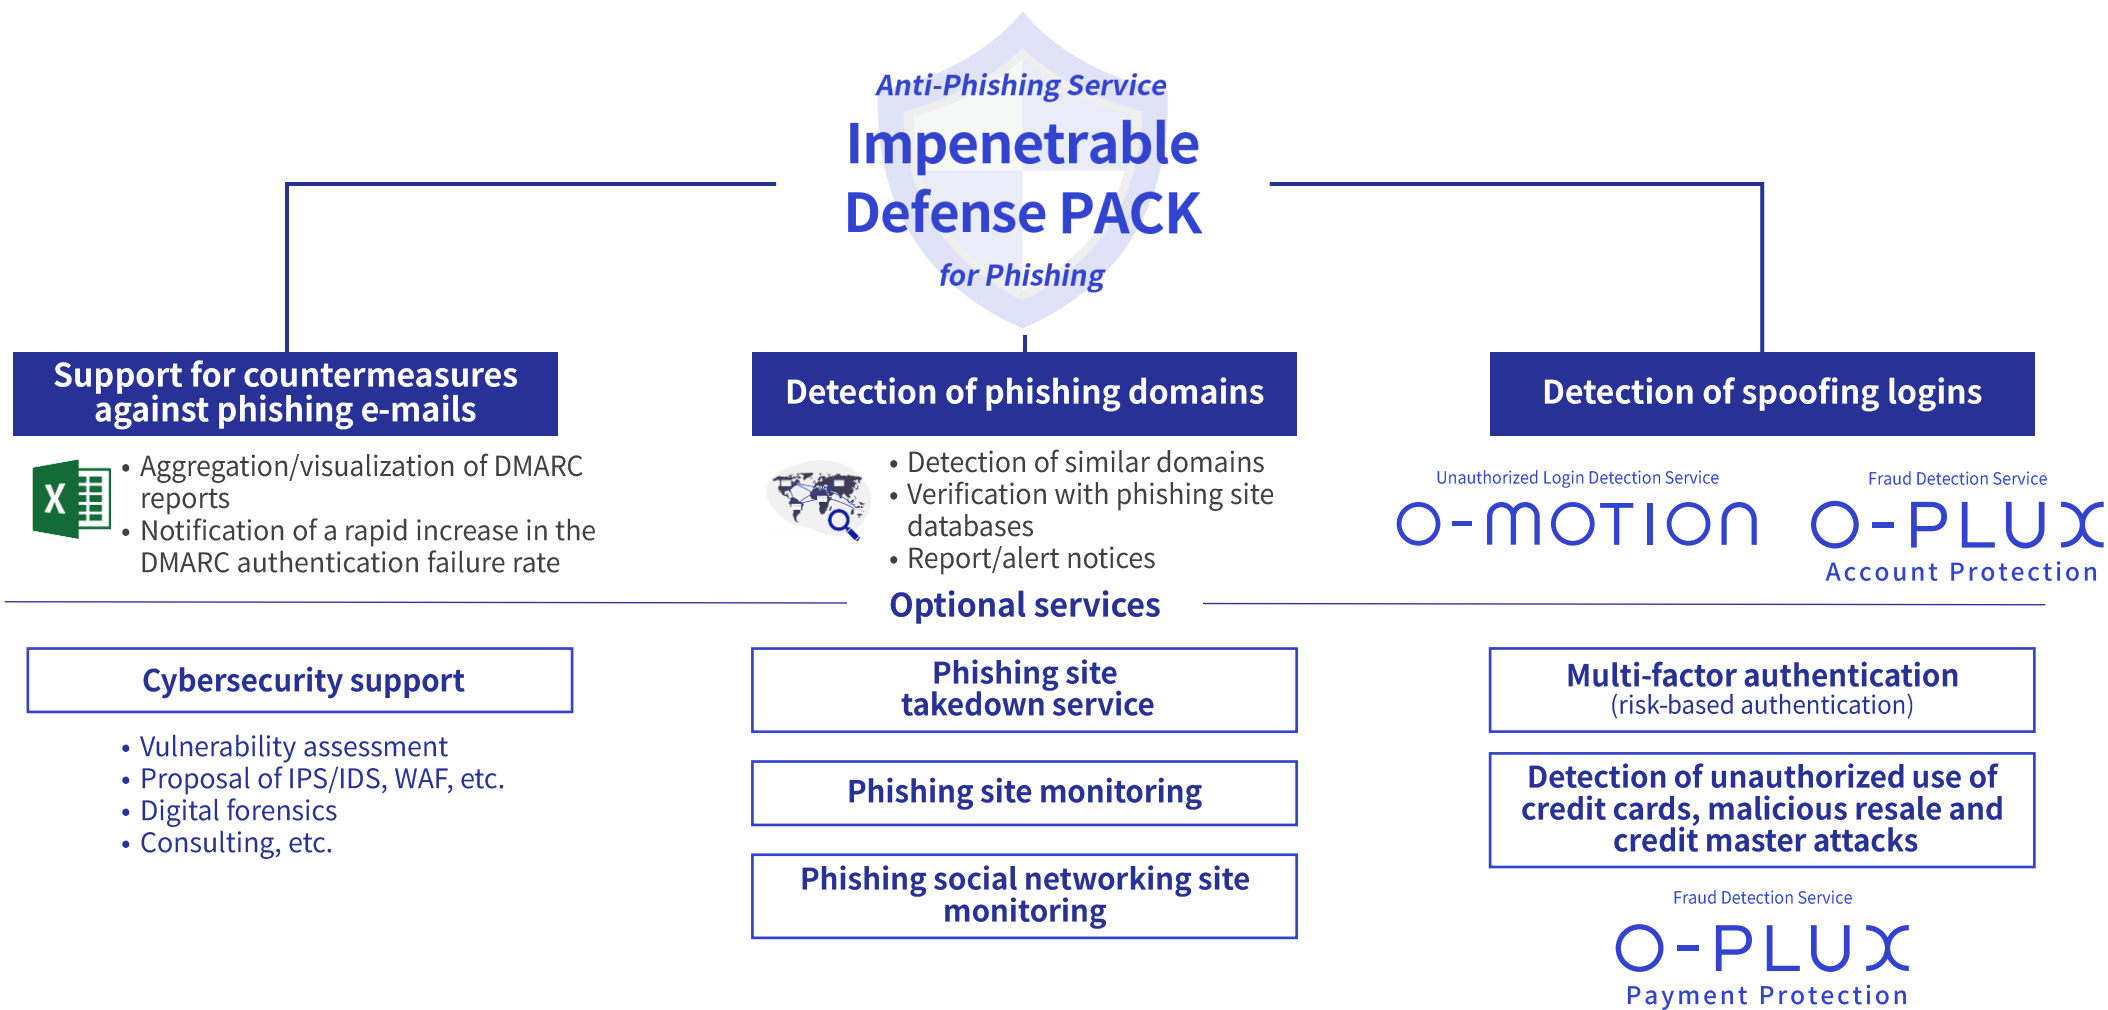 Anti-Phishing Service
Impenetrable
Defense PACK
for Phishing
Support for countermeasures
against phishing e-mails
X
• Aggregation/visualization of DMARC
reports
• Notification of a rapid increase in the
DMARC authentication failure rate
Detection of phishing domains
• Detection of similar domains
• Verification with phishing site
databases
• Report/alert notices
Detection of spoofing logins
Unauthorized Login Detection Service
O-MOTION
Fraud Detection Service
O-PLUX
Account Protection
Optional services
Cybersecurity support
• Vulnerability assessment
• Proposal of IPS/IDS, WAF, etc.
• Digital forensics
• Consulting, etc.
Phishing site
takedown service
Phishing site monitoring
Phishing social networking site
monitoring
Multi-factor authentication
(risk-based authentication)
Detection of unauthorized use of
credit cards, malicious resale and
credit master attacks
Fraud Detection Service
O-PLUX
Payment Protection